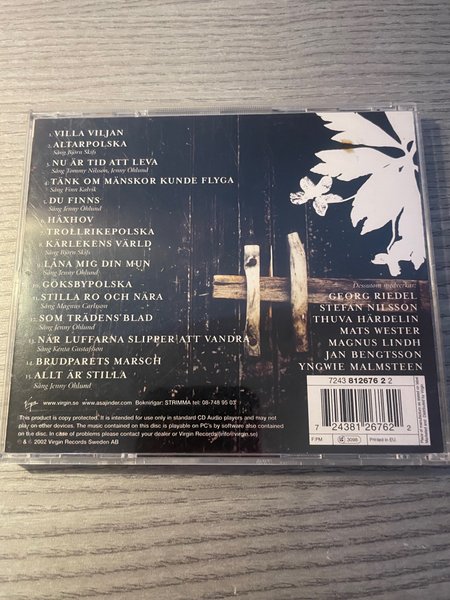 1. VILLA VILJAN
2. ALTARPOLSKA
Sång Björn Skifs
3. NU ÄR TID ATT LEVA
Sång Tommy Nilsson, Jenny Öhlund
4. TÄNK OM MÄNSKOR KUNDE FLYGA
Sång Finn Kalvik
5. DU FINNS
Sång Jenny Öhlund
6. HÄXHOV
7. TROLLRIKEPOLSKA
8. KÄRLEKENS VÄRLD
Sång Björn Skifs
9. LÅNA MIG DIN MUN
Sång Jenny Öhlund
10. GÖKSBYPOLSKA
11. STILLA RO OCH NÄRA
Sång Magnus Carlsson
12. SOM TRÄDENS BLAD
Sång Jenny Öhlund
13. NÄR LUFFARNA SLIPPER ATT VANDRA
Sång Kenta Gustafsson
14. BRUDPARETS MARSCH
15. ALLT ÄR STILLA
Sång Jenny Öhlund
Dessutom medverkar:
GEORG RIEDEL
STEFAN NILSSON
THUVA HÄRDELIN
MATS WESTER
MAGNUS LINDH
JAN BENGTSSON
YNGWIE MALMSTEEN
7243 812676 2 2
7 24381 26762 2
F:PM
3098
Printed in EU
Virgin
www.virgin.se www.asajinder.se Bokningar: STRIMMA tel: 08-748 95 03
This product is copy protected. It is intended for use only in standard CD Audio players and may not
play on other devices. The music contained on this disc is playable on PC's by software also contained
on the disc. In case of problems please contact your dealer or Virgin Records(info@virgin.se)
& © 2002 Virgin Records Sweden AB